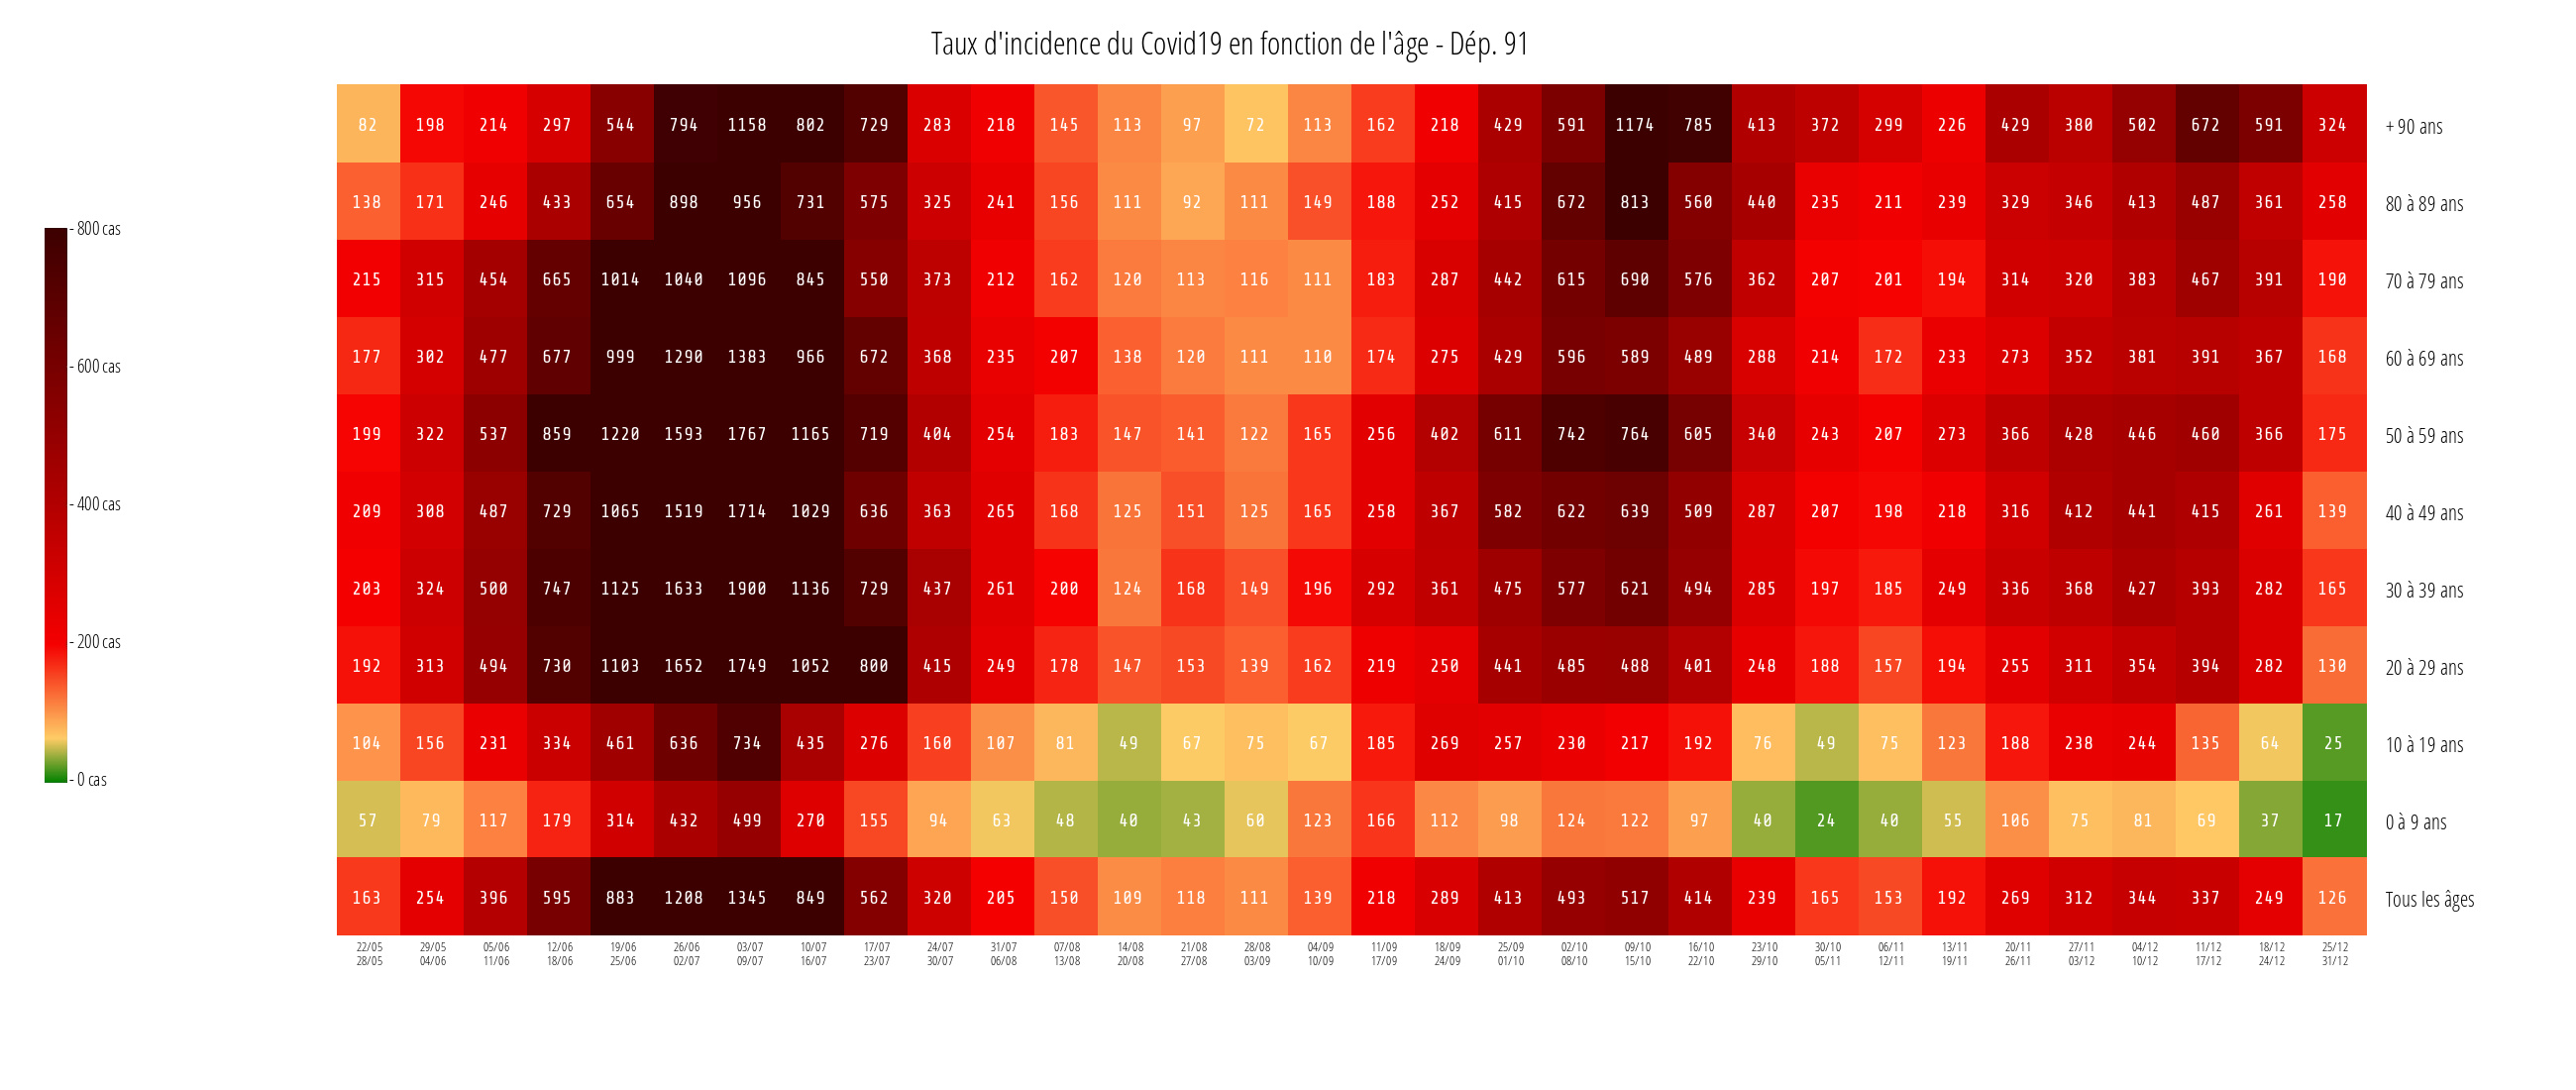 Taux d'incidence du Covid19 en fonction de l'âge - Dép. 91
82 198 214 297 544 794 1158 802 729 283 218 145 113 97 72 113 162 218 429 591 1174 785 413 372 299 226 429 380 502 672 591 324 + 90 ans
138 171 246 433 654 898 956 731 575 325 241 156 111 92 111 149 188 252 415 672 813 560 440 235 211 239 329 346 413 487 361 258 80 à 89 ans
215 315 454 665 1014 1040 1096 845 550 373 212 162 120 113 116 111 183 287 442 615 690 576 362 207 201 194 314 320 383 467 391 190 70 à 79 ans
177 302 477 677 999 1290 1383 966 672 368 235 207 138 120 111 110 174 275 429 596 589 489 288 214 172 233 273 352 381 391 367 168 60 à 69 ans
199 322 537 859 1220 1593 1767 1165 719 404 254 183 147 141 122 165 256 402 611 742 764 605 340 243 207 273 366 428 446 460 366 175 50 à 59 ans
209 308 487 729 1065 1519 1714 1029 636 363 265 168 125 151 125 165 258 367 582 622 639 509 287 207 198 218 316 412 441 415 261 139 40 à 49 ans
203 324 500 747 1125 1633 1900 1136 729 437 261 200 124 168 149 196 292 361 475 577 621 494 285 197 185 249 336 368 427 393 282 165 30 à 39 ans
192 313 494 730 1103 1652 1749 1052 800 415 249 178 147 153 139 162 219 250 441 485 488 401 248 188 157 194 255 311 354 394 282 130 20 à 29 ans
104 156 231 334 461 636 734 435 276 160 107 81 49 67 75 67 185 269 257 230 217 192 76 49 75 123 188 238 244 135 64 25 10 à 19 ans
57 79 117 179 314 432 499 270 155 94 63 48 40 43 60 123 166 112 98 124 122 97 40 24 40 55 106 75 81 69 37 17 0 à 9 ans
163 254 396 595 883 1208 1345 849 562 320 205 150 109 118 111 139 218 289 413 493 517 414 239 165 153 192 269 312 344 337 249 126 Tous les âges
22/05 29/05 05/06 12/06 19/06 26/06 03/07 10/07 17/07 24/07 31/07 07/08 14/08 21/08 28/08 04/09 11/09 18/09 25/09 02/10 09/10 16/10 23/10 30/10 06/11 13/11 20/11 27/11 04/12 11/12 18/12 25/12
28/05 04/06 11/06 18/06 25/06 02/07 09/07 16/07 23/07 30/07 06/08 13/08 20/08 27/08 03/09 10/09 17/09 24/09 01/10 08/10 15/10 22/10 29/10 05/11 12/11 19/11 26/11 03/12 10/12 17/12 24/12 31/12
- 800 cas
- 600 cas
- 400 cas
- 200 cas
- 0 cas